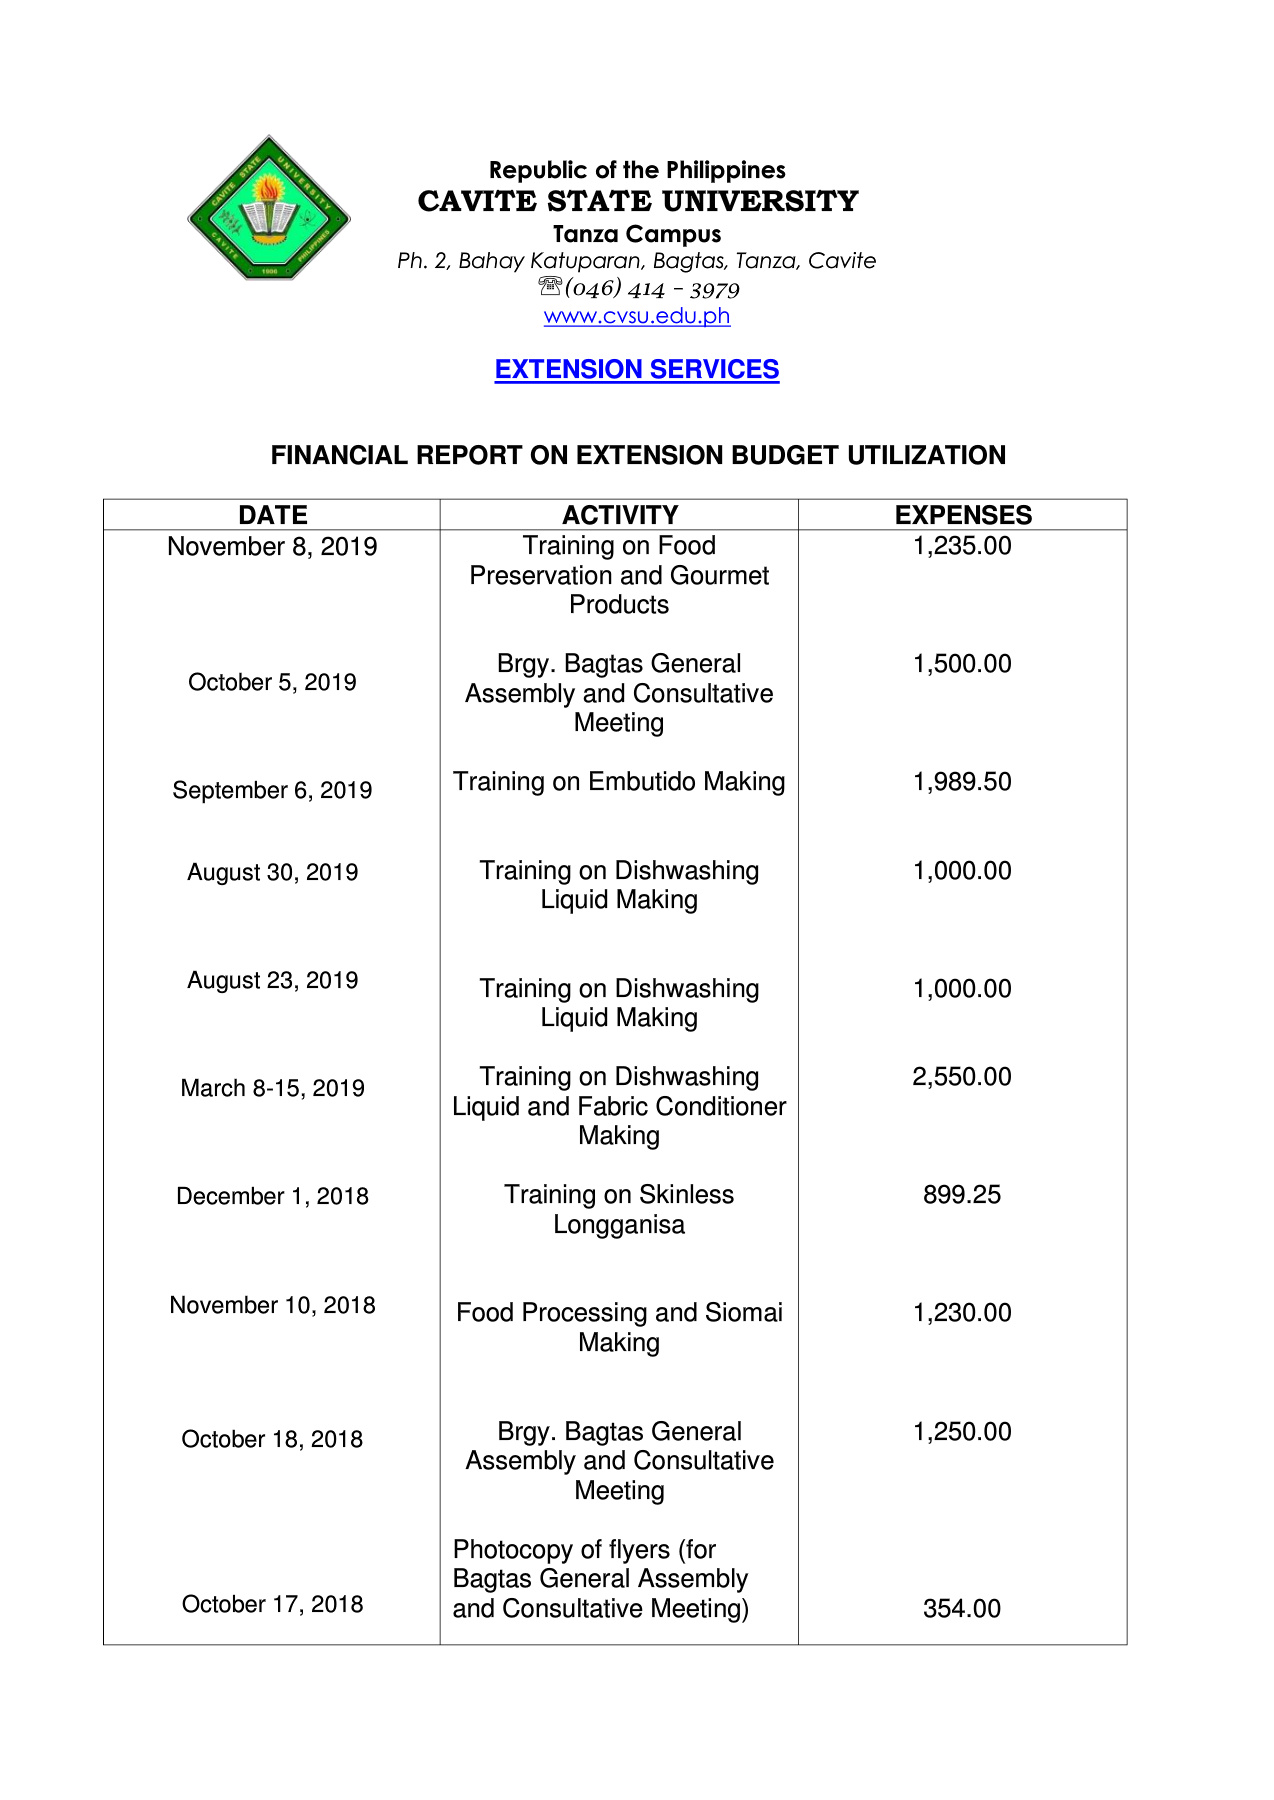 CAVITE STATE UNIVERSITY
CAVITE PHILIPPINES
1906
Republic of the Philippines
CAVITE STATE UNIVERSITY
Tanza Campus
Ph. 2, Bahay Katuparan, Bagtas, Tanza, Cavite
☏(046) 414 – 3979
www.cvsu.edu.ph
EXTENSION SERVICES
FINANCIAL REPORT ON EXTENSION BUDGET UTILIZATION
DATE ACTIVITY EXPENSES
November 8, 2019 Training on Food 1,235.00
Preservation and Gourmet
Products
October 5, 2019 Brgy. Bagtas General 1,500.00
Assembly and Consultative
Meeting
September 6, 2019 Training on Embutido Making 1,989.50
August 30, 2019 Training on Dishwashing 1,000.00
Liquid Making
August 23, 2019 Training on Dishwashing 1,000.00
Liquid Making
March 8-15, 2019 Training on Dishwashing 2,550.00
Liquid and Fabric Conditioner
Making
December 1, 2018 Training on Skinless 899.25
Longganisa
November 10, 2018 Food Processing and Siomai 1,230.00
Making
October 18, 2018 Brgy. Bagtas General 1,250.00
Assembly and Consultative
Meeting
Photocopy of flyers (for
Bagtas General Assembly
October 17, 2018 and Consultative Meeting) 354.00